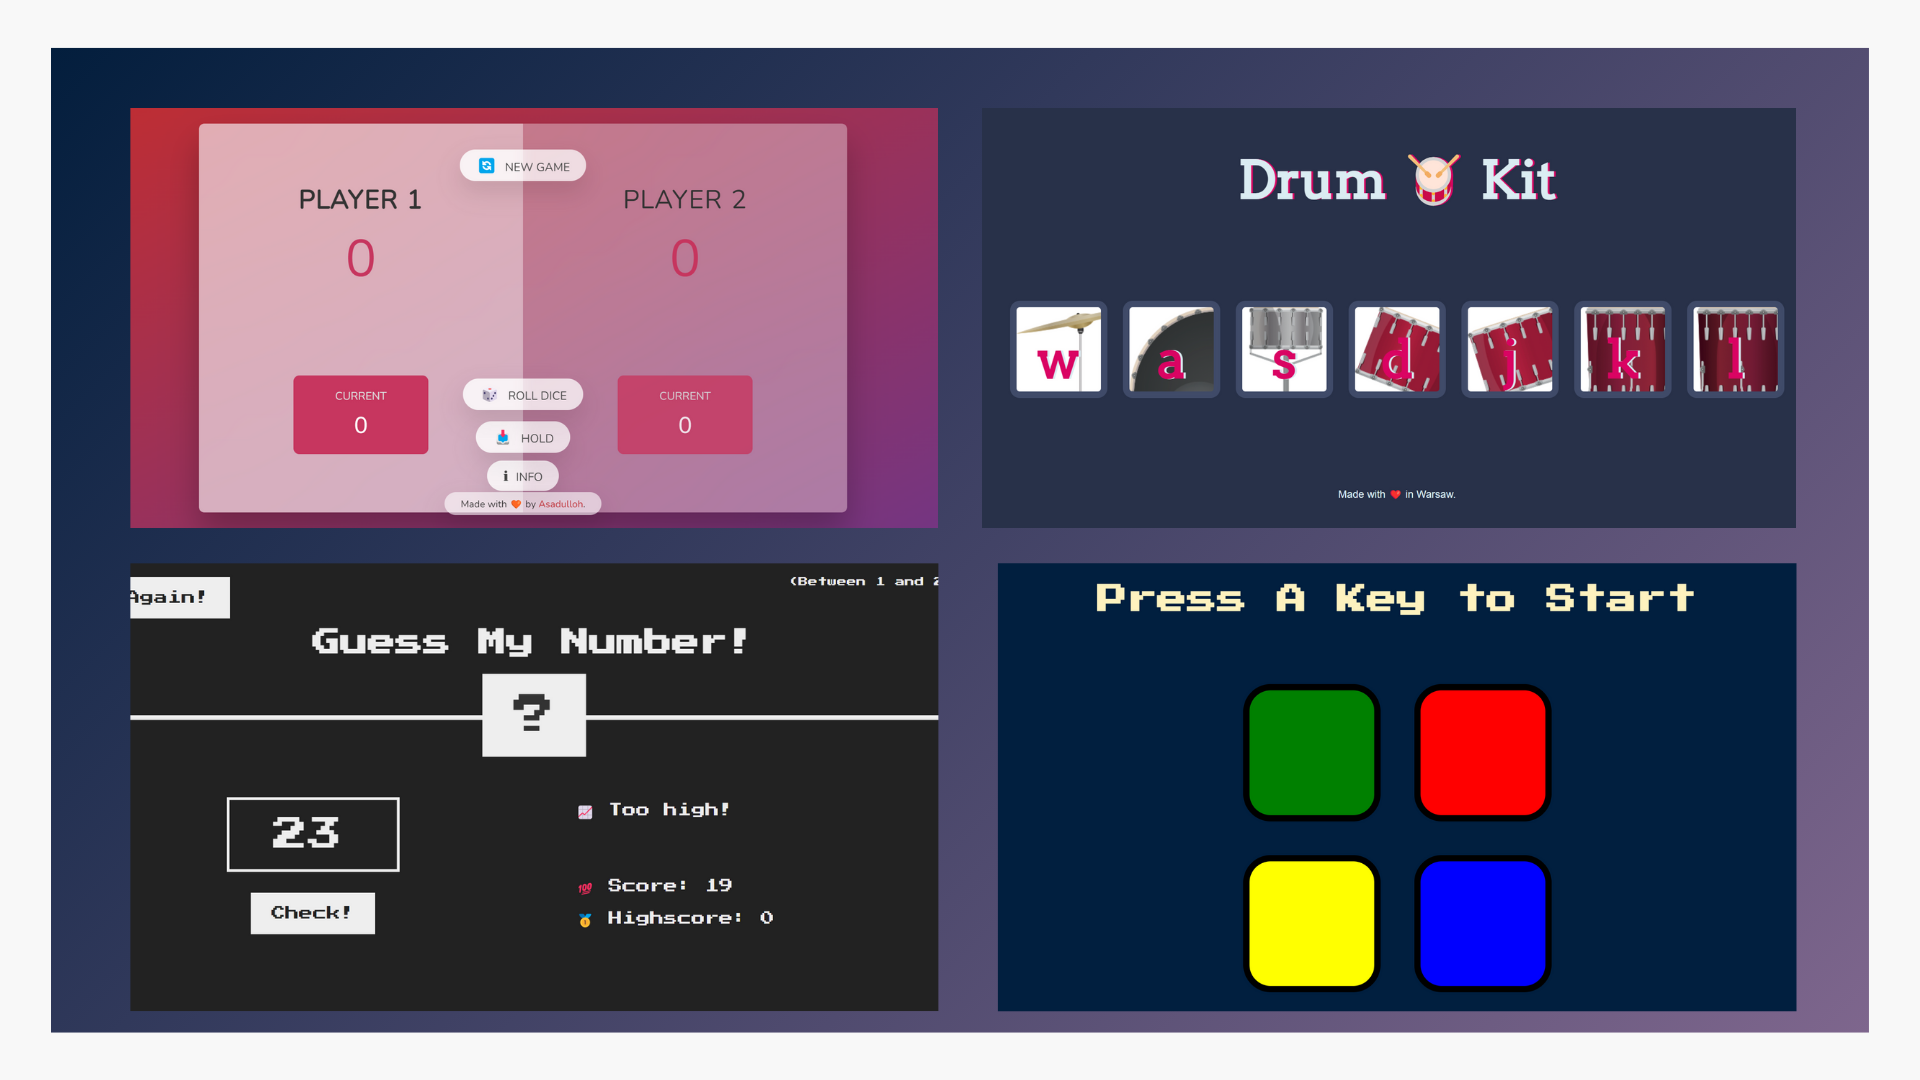 NEW GAME
PLAYER 1
PLAYER 2
0
0
CURRENT
0
CURRENT
0
ROLL DICE
HOLD
INFO
Made with ❤ by Asadulloh.
Drum Kit
w a s d j k l
Made with ❤ in Warsaw.
Again!
(Between 1 and 2
Guess My Number!
?
23
Check!
Too high!
💯 Score: 19
🥇 Highscore: 0
Press A Key to Start